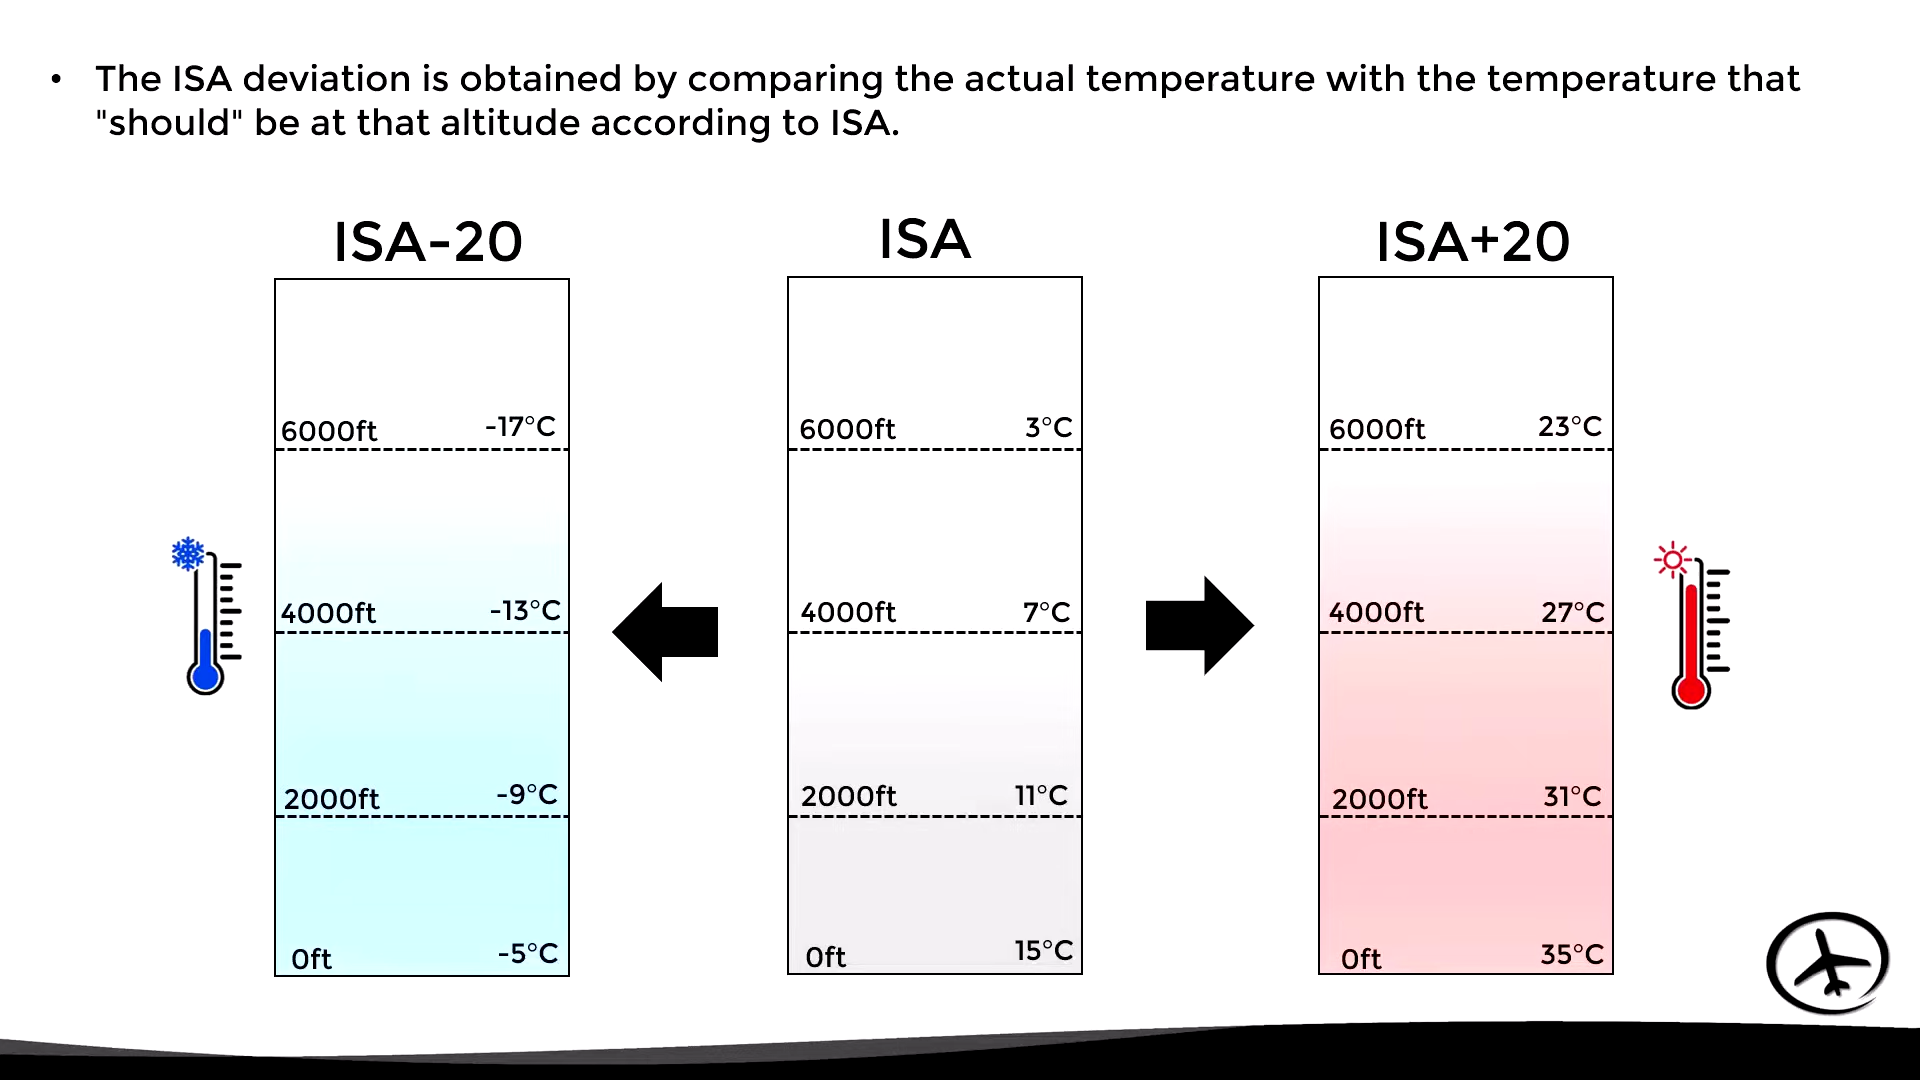 • The ISA deviation is obtained by comparing the actual temperature with the temperature that
"should" be at that altitude according to ISA.
ISA-20
6000ft -17°C
4000ft -13°C
2000ft -9°C
0ft -5°C
ISA
6000ft 3°C
4000ft 7°C
2000ft 11°C
0ft 15°C
ISA+20
6000ft 23°C
4000ft 27°C
2000ft 31°C
0ft 35°C